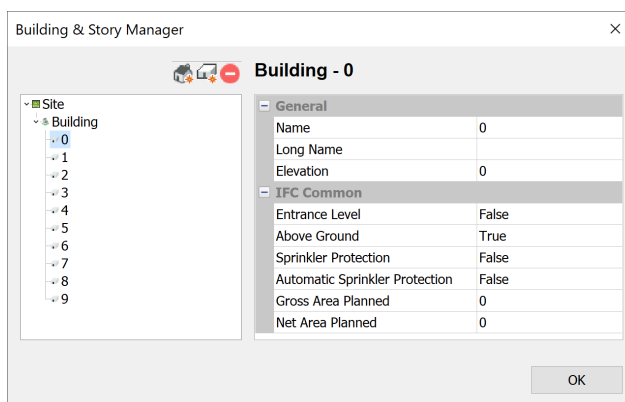 Building & Story Manager
Building - 0
Site
Building
0
1
2
3
4
5
6
7
8
9
General
Name 0
Long Name
Elevation 0
IFC Common
Entrance Level False
Above Ground True
Sprinkler Protection False
Automatic Sprinkler Protection False
Gross Area Planned 0
Net Area Planned 0
OK